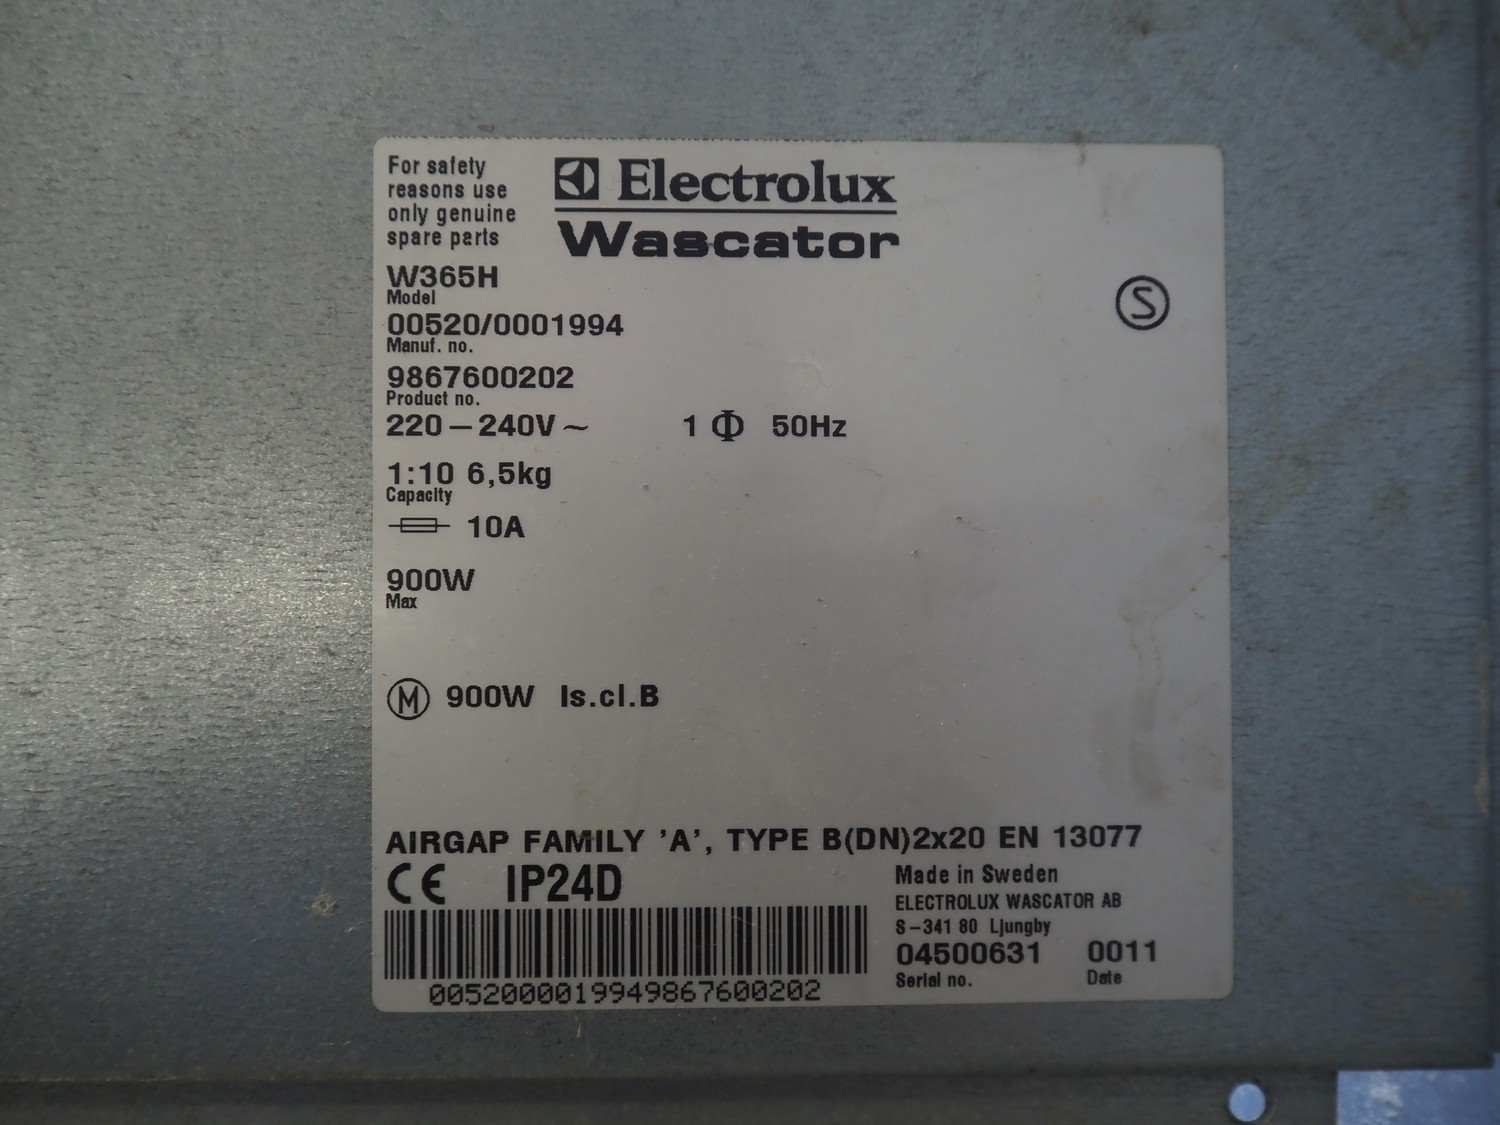 For safety
reasons use
only genuine
spare parts
Electrolux
Wascator
W365H
Model
S
00520/0001994
Manuf. no.
9867600202
Product no.
220-240V~ 1 Φ 50Hz
1:10 6,5kg
Capacity
10A
900W
Max
M 900W Is.cl.B
AIRGAP FAMILY 'A', TYPE B(DN)2x20 EN 13077
CE IP24D
Made in Sweden
ELECTROLUX WASCATOR AB
S-341 80 Ljungby
04500631 0011
Serial no. Date
0052000019949867600202